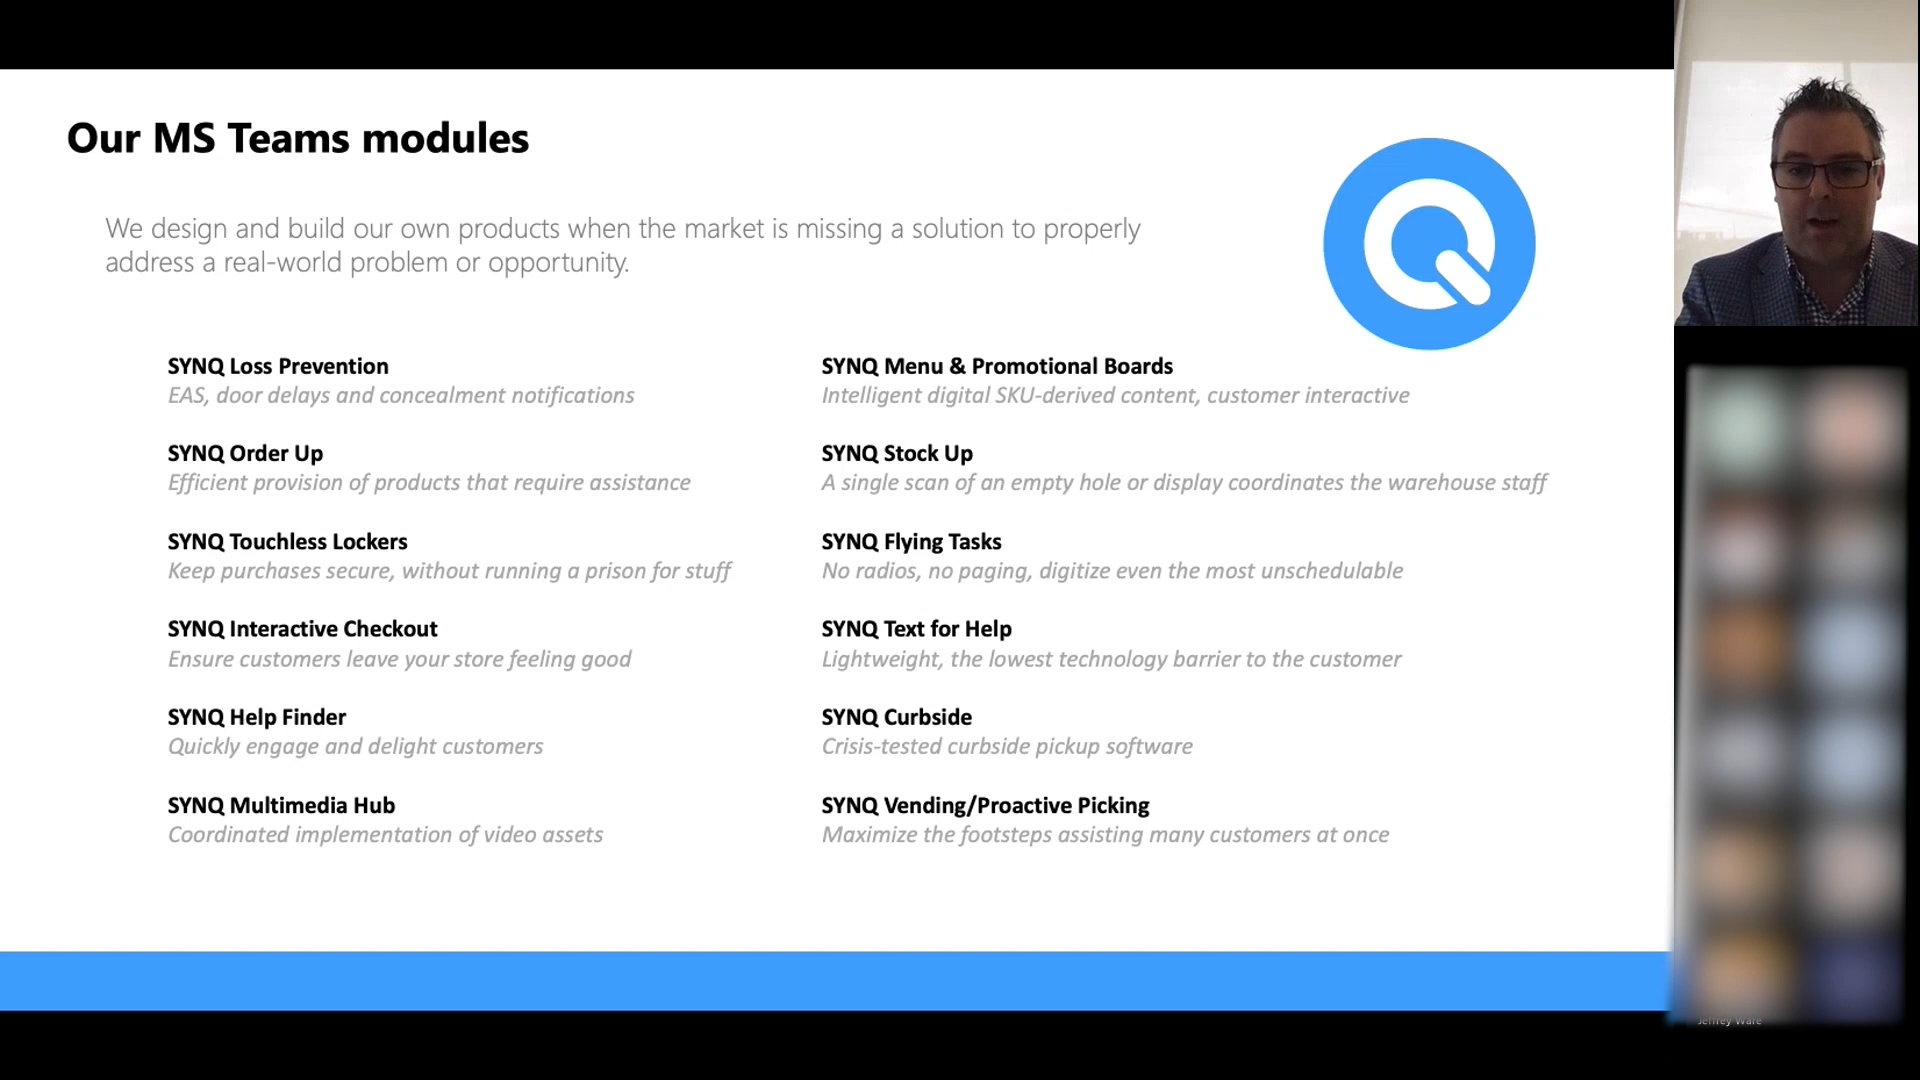 Our MS Teams modules
We design and build our own products when the market is missing a solution to properly
address a real-world problem or opportunity.
SYNQ Loss Prevention
EAS, door delays and concealment notifications
SYNQ Order Up
Efficient provision of products that require assistance
SYNQ Touchless Lockers
Keep purchases secure, without running a prison for stuff
SYNQ Interactive Checkout
Ensure customers leave your store feeling good
SYNQ Help Finder
Quickly engage and delight customers
SYNQ Multimedia Hub
Coordinated implementation of video assets
SYNQ Menu & Promotional Boards
Intelligent digital SKU-derived content, customer interactive
SYNQ Stock Up
A single scan of an empty hole or display coordinates the warehouse staff
SYNQ Flying Tasks
No radios, no paging, digitize even the most unschedulable
SYNQ Text for Help
Lightweight, the lowest technology barrier to the customer
SYNQ Curbside
Crisis-tested curbside pickup software
SYNQ Vending/Proactive Picking
Maximize the footsteps assisting many customers at once
Jeffrey Ware